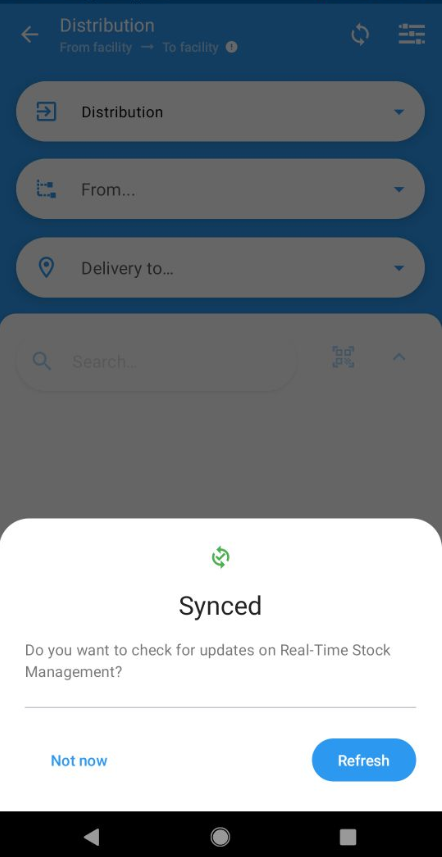 Distribution
From facility → To facility
Distribution
From...
Delivery to...
Search...
Synced
Do you want to check for updates on Real-Time Stock
Management?
Not now
Refresh